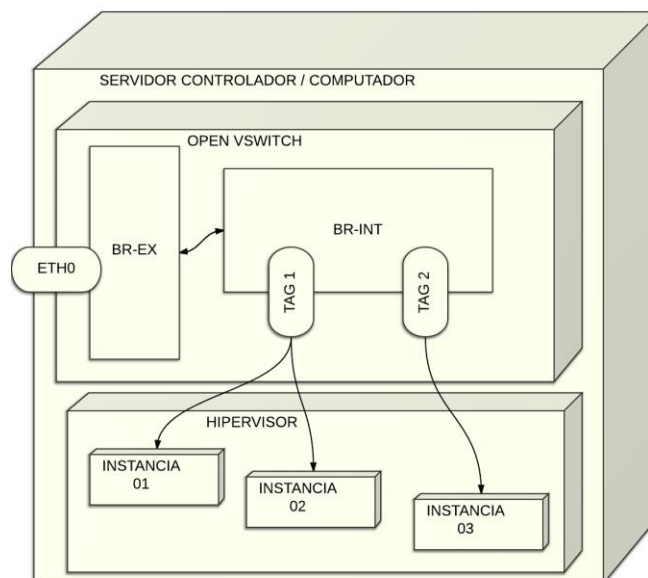 SERVIDOR CONTROLADOR / COMPUTADOR
OPEN VSWITCH
BR-EX
BR-INT
ETH0
TAG 1
TAG 2
HIPERVISOR
INSTANCIA
01
INSTANCIA
02
INSTANCIA
03